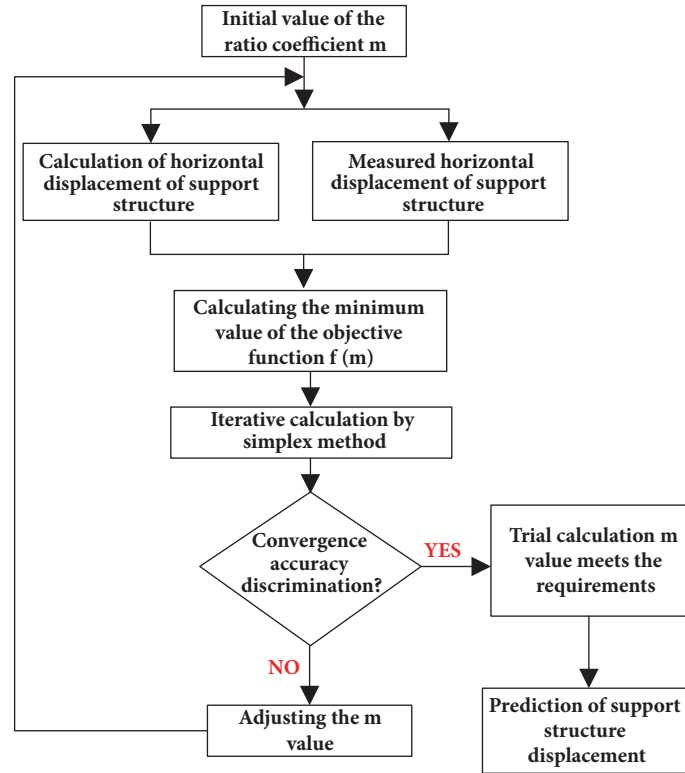 Initial value of the
ratio coefficient m
Calculation of horizontal
displacement of support
structure
Measured horizontal
displacement of support
structure
Calculating the minimum
value of the objective
function f (m)
Iterative calculation by
simplex method
Convergence
accuracy
discrimination?
YES
Trial calculation m
value meets the
requirements
NO
Adjusting the m
value
Prediction of support
structure
displacement